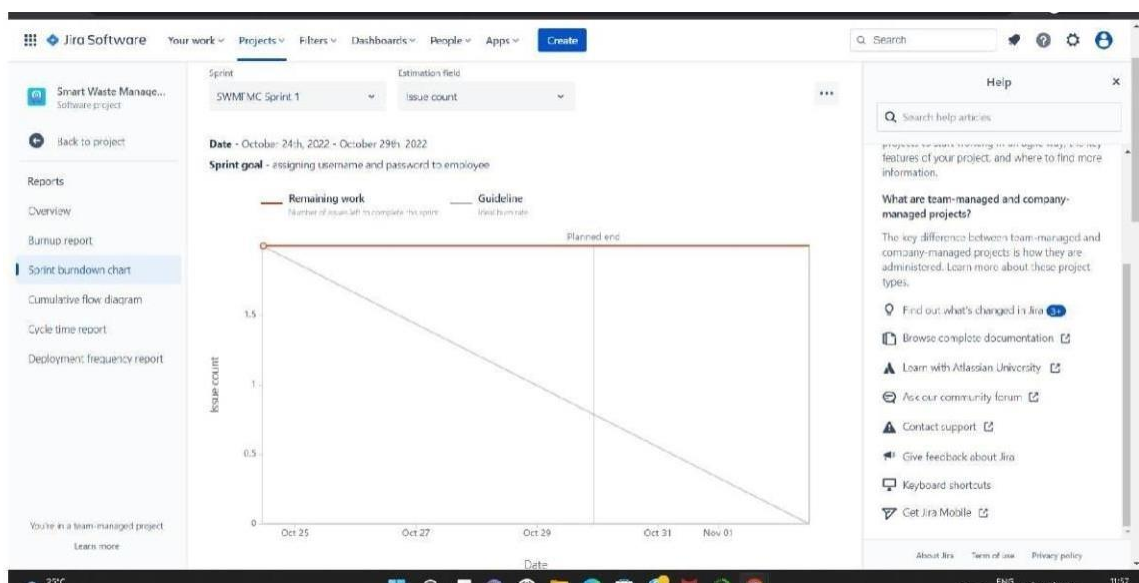 Jira Software
Your work
Projects
Filters
Dashboards
People
Apps
Create
Search
Smart Waste Manage...
Software project
Back to project
Reports
Overview
Burnup report
Sprint burndown chart
Cumulative flow diagram
Cycle time report
Deployment frequency report
You're in a team-managed project
Learn more
Sprint
Estimation field
SWMFMC Sprint 1
Issue count
Date - October 24th, 2022 - October 29th, 2022
Sprint goal - assigning username and password to employee
Remaining work
Number of issues left to complete this sprint
Guideline
Ideal burn rate
Planned end
1.5
1
0.5
0
Issue count
Oct 25
Oct 27
Oct 29
Oct 31
Nov 01
Date
Help
Search help articles
features of your project, and where to find more
information.
What are team-managed and company-
managed projects?
The key difference between team-managed and
company-managed projects is how they are
administered. Learn more about these project
types.
Find out what's changed in Jira 3+
Browse complete documentation
Learn with Atlassian University
Ask our community forum
Contact support
Give feedback about Jira
Keyboard shortcuts
Get Jira Mobile
About Jira
Term of use
Privacy policy
25°C
ENG
11:52